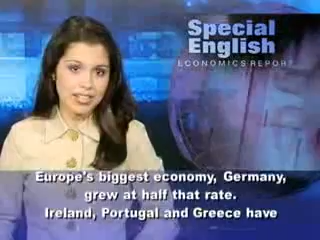 Special
English
ECONOMICS REPORT
Europe's biggest economy, Germany,
grew at half that rate.
Ireland, Portugal and Greece have